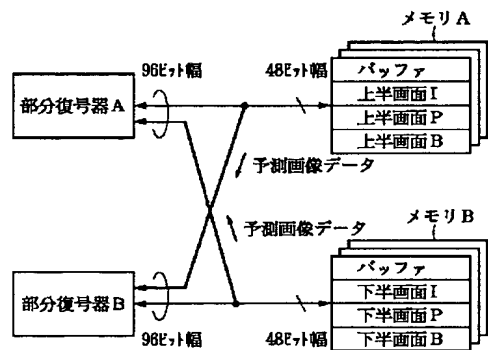 メモリA
96ビット幅
48ビット幅
バッファ
部分復号器A
上半画面I
上半画面P
上半画面B
予測画像データ
予測画像データ
メモリB
バッファ
部分復号器B
下半画面I
下半画面P
下半画面B
96ビット幅
48ビット幅